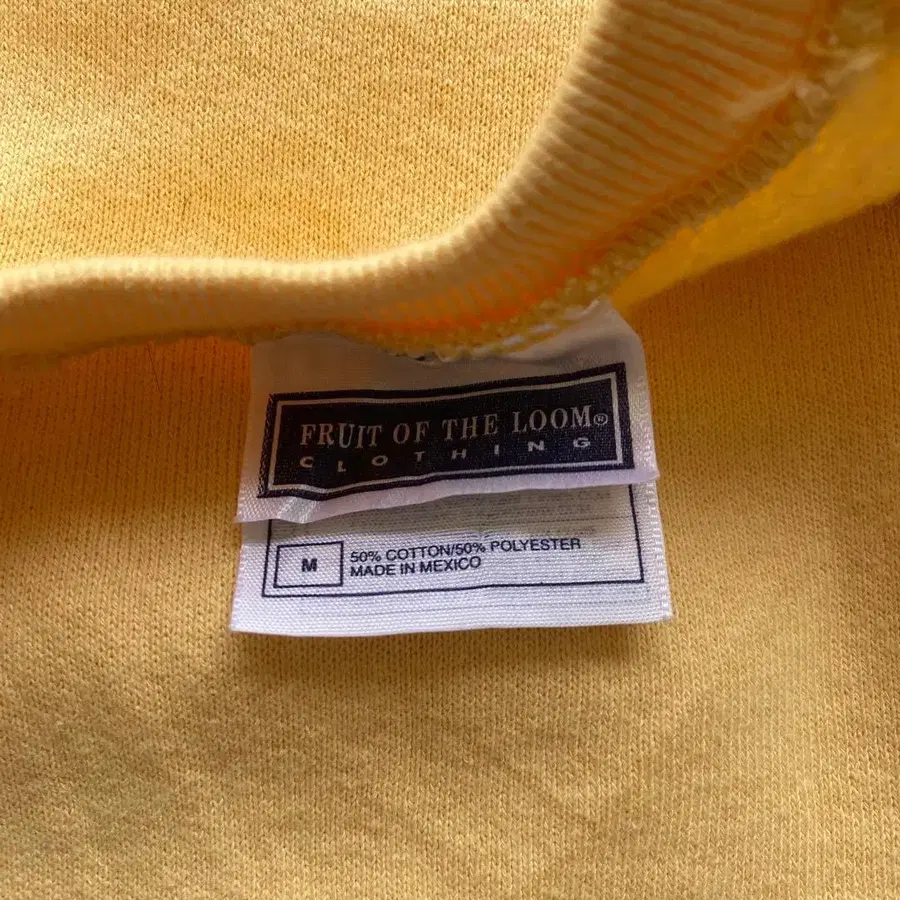 FRUIT OF THE LOOM®
CLOTHING
M
50% COTTON/50% POLYESTER
MADE IN MEXICO